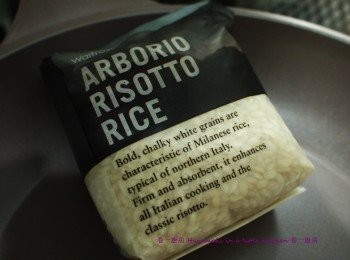 Waitrose
ARBORIO
RISOTTO
RICE
Bold, chalky white grains are
characteristic of Milanese rice,
typical of northern Italy.
Firm and absorbent, it enhances
all Italian cooking and the
classic risotto.